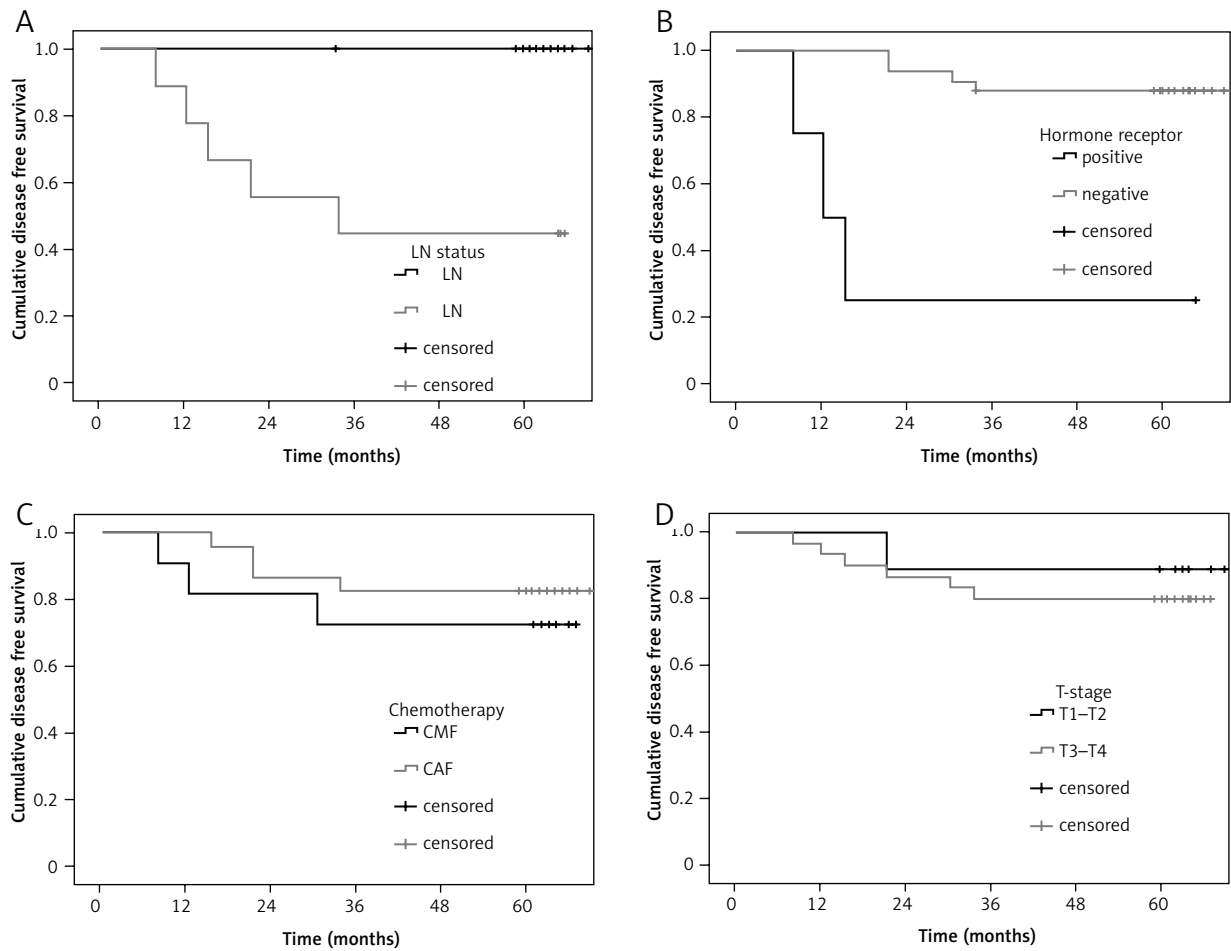 A
Cumulative disease free survival
1.0
0.8
0.6
0.4
0.2
0
LN status
LN
LN
censored
censored
0 12 24 36 48 60
Time (months)
B
Cumulative disease free survival
1.0
0.8
0.6
0.4
0.2
0
Hormone receptor
positive
negative
censored
censored
0 12 24 36 48 60
Time (months)
C
Cumulative disease free survival
1.0
0.8
0.6
0.4
0.2
0
Chemotherapy
CMF
CAF
censored
censored
0 12 24 36 48 60
Time (months)
D
Cumulative disease free survival
1.0
0.8
0.6
0.4
0.2
0
T-stage
T1–T2
T3–T4
censored
censored
0 12 24 36 48 60
Time (months)